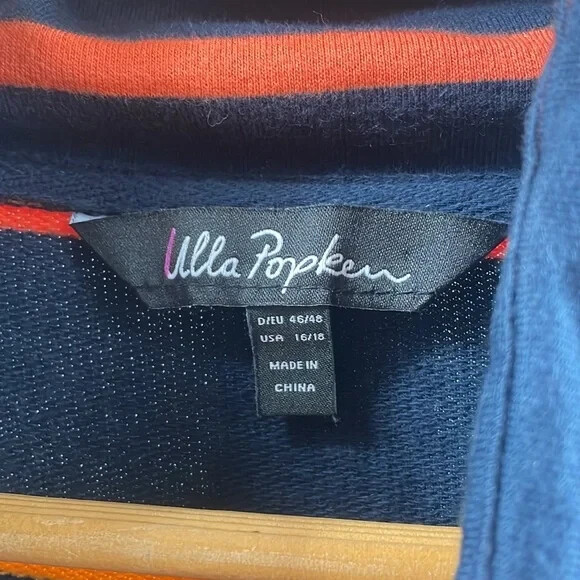 Ulla Popken
D/EU 46/48
USA 16/18
MADE IN
CHINA